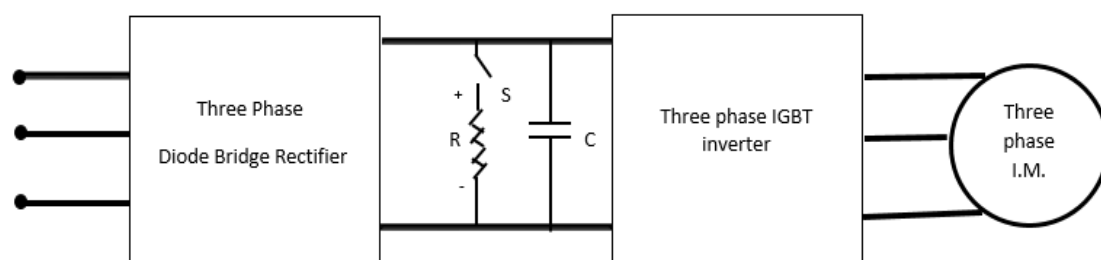 Three Phase
Diode Bridge Rectifier
+
S
R
C
-
Three phase IGBT
inverter
Three
phase
I.M.